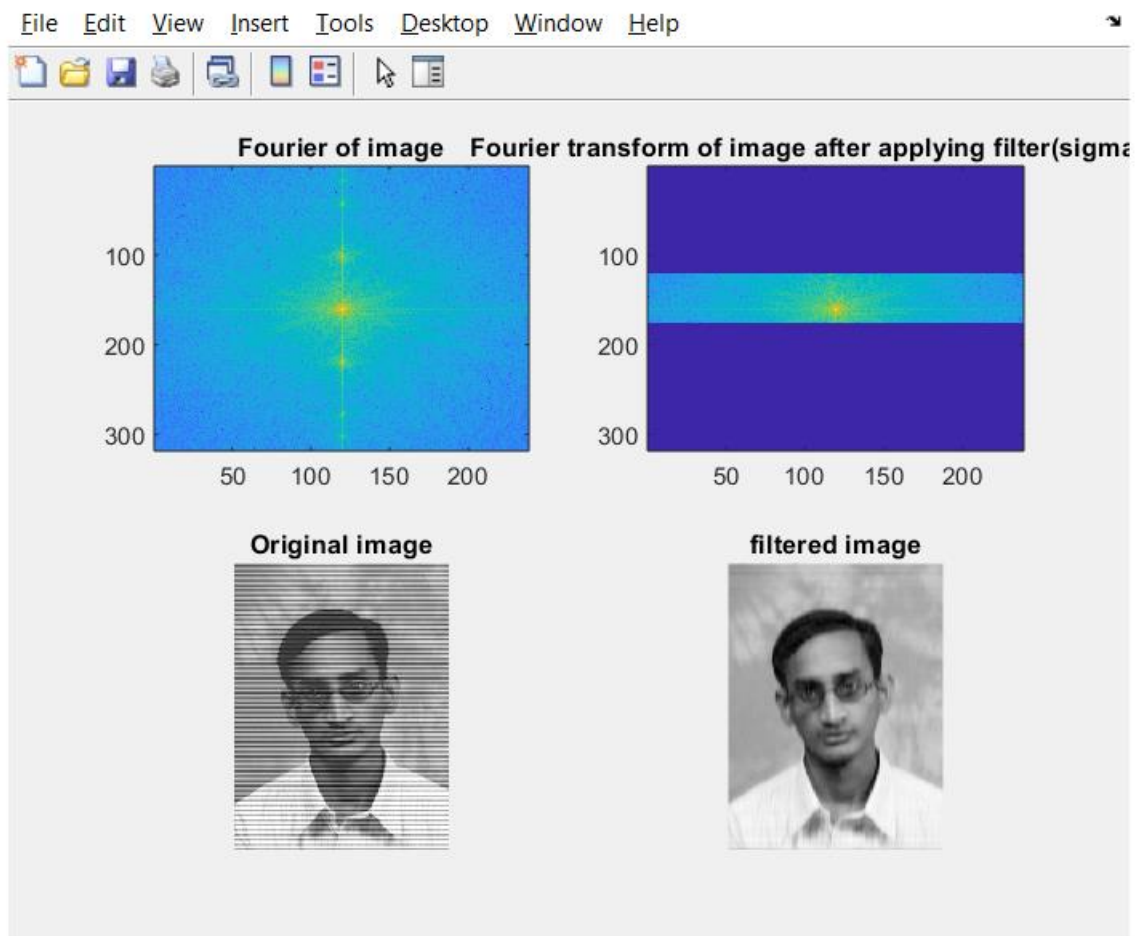 File Edit View Insert Tools Desktop Window Help
Fourier of image
100
200
300
50 100 150 200
Fourier transform of image after applying filter(sigma
100
200
300
50 100 150 200
Original image
filtered image